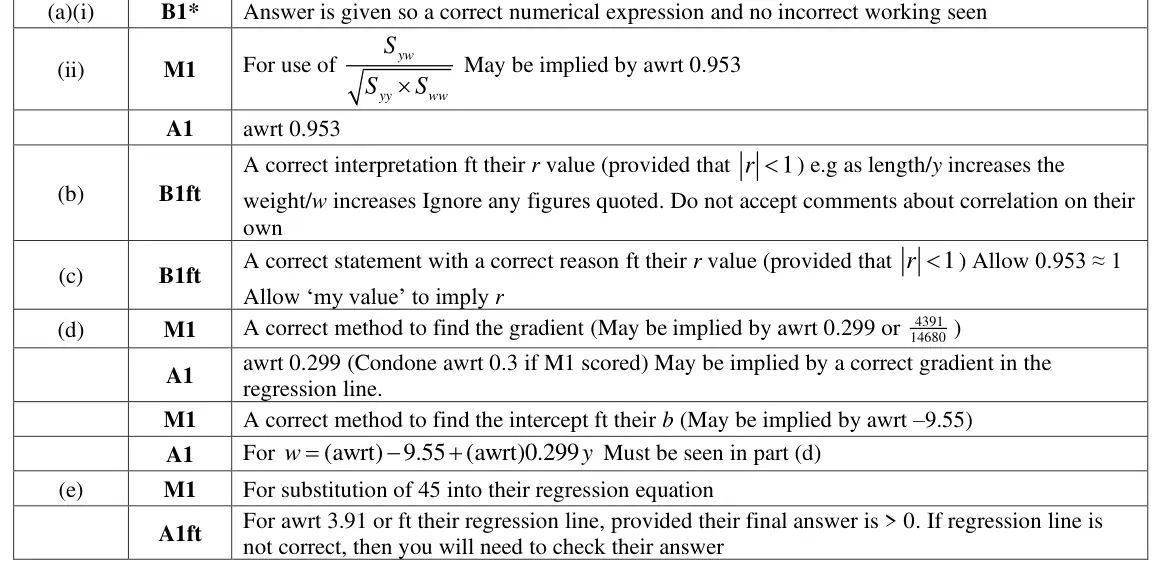 (a)(i) B1* Answer is given so a correct numerical expression and no incorrect working seen
(ii) M1 For use of S_yw / √(S_yy × S_ww) May be implied by awrt 0.953
A1 awrt 0.953
(b) B1ft A correct interpretation ft their r value (provided that |r| < 1 ) e.g as length/y increases the
weight/w increases Ignore any figures quoted. Do not accept comments about correlation on their
own
(c) B1ft A correct statement with a correct reason ft their r value (provided that |r| < 1 ) Allow 0.953 ≈ 1
Allow ‘my value’ to imply r
(d) M1 A correct method to find the gradient (May be implied by awrt 0.299 or 4391/14680 )
A1 awrt 0.299 (Condone awrt 0.3 if M1 scored) May be implied by a correct gradient in the
regression line.
M1 A correct method to find the intercept ft their b (May be implied by awrt –9.55)
A1 For w = (awrt) − 9.55 + (awrt)0.299y Must be seen in part (d)
(e) M1 For substitution of 45 into their regression equation
A1ft For awrt 3.91 or ft their regression line, provided their final answer is > 0. If regression line is
not correct, then you will need to check their answer